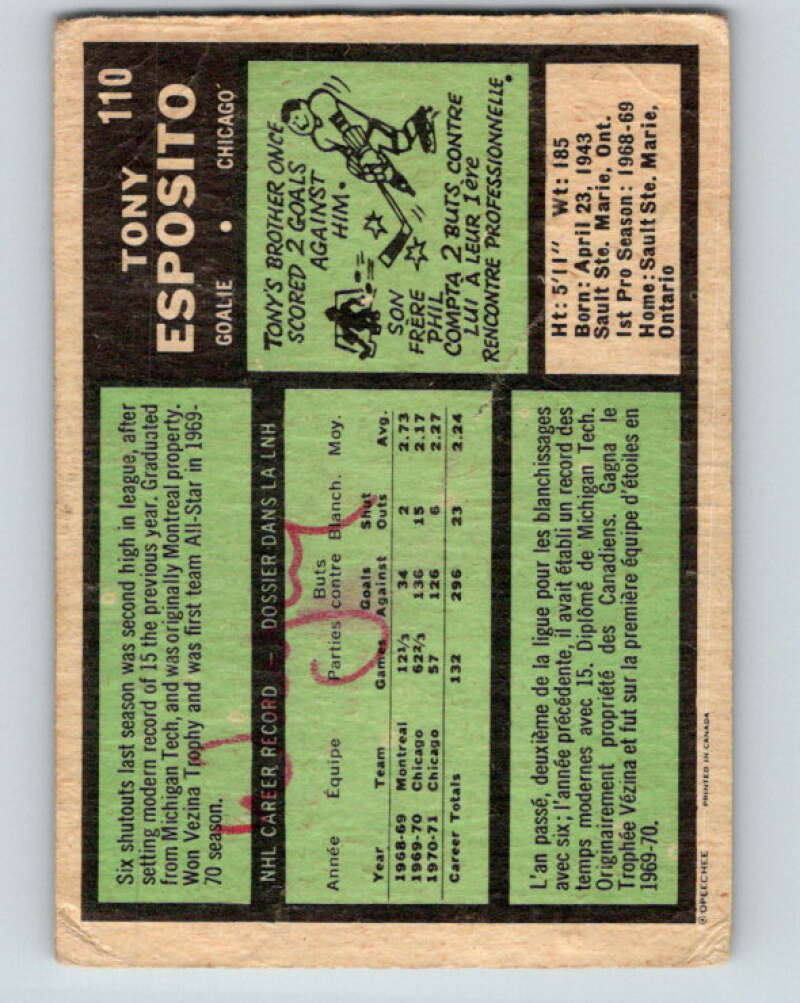 110
TONY
ESPOSITO
GOALIE • CHICAGO
Six shutouts last season was second high in league, after
setting modern record of 15 the previous year. Graduated
from Michigan Tech, and was originally Montreal property.
Won Vezina Trophy and was first team All-Star in 1969-
70 season.
TONY'S BROTHER ONCE
SCORED 2 GOALS
AGAINST
HIM.
SON
FRÈRE
PHIL
COMPTA 2 BUTS CONTRE
LUI À LEUR 1ère
RENCONTRE PROFESSIONNELLE.
NHL CAREER RECORD — DOSSIER DANS LA LNH
Année Équipe Parties Buts contre Blanch. Moy.
Year Team Games Goals Against Shut Outs Avg.
1968-69 Montreal 12⅓ 34 2 2.73
1969-70 Chicago 62⅔ 136 15 2.17
1970-71 Chicago 57 126 6 2.27
Career Totals 132 296 23 2.24
Ht: 5'11" Wt: 185
Born: April 23, 1943
Sault Ste. Marie, Ont.
1st Pro Season: 1968-69
Home: Sault Ste. Marie,
Ontario
L'an passé, deuxième de la ligue pour les blanchissages
avec six; l'année précédente, il avait établi un record des
temps modernes avec 15. Diplômé de Michigan Tech.
Originairement propriété des Canadiens. Gagna le
Trophée Vézina et fut sur la première équipe d'étoiles en
1969-70.
© OPEECHEE PRINTED IN CANADA